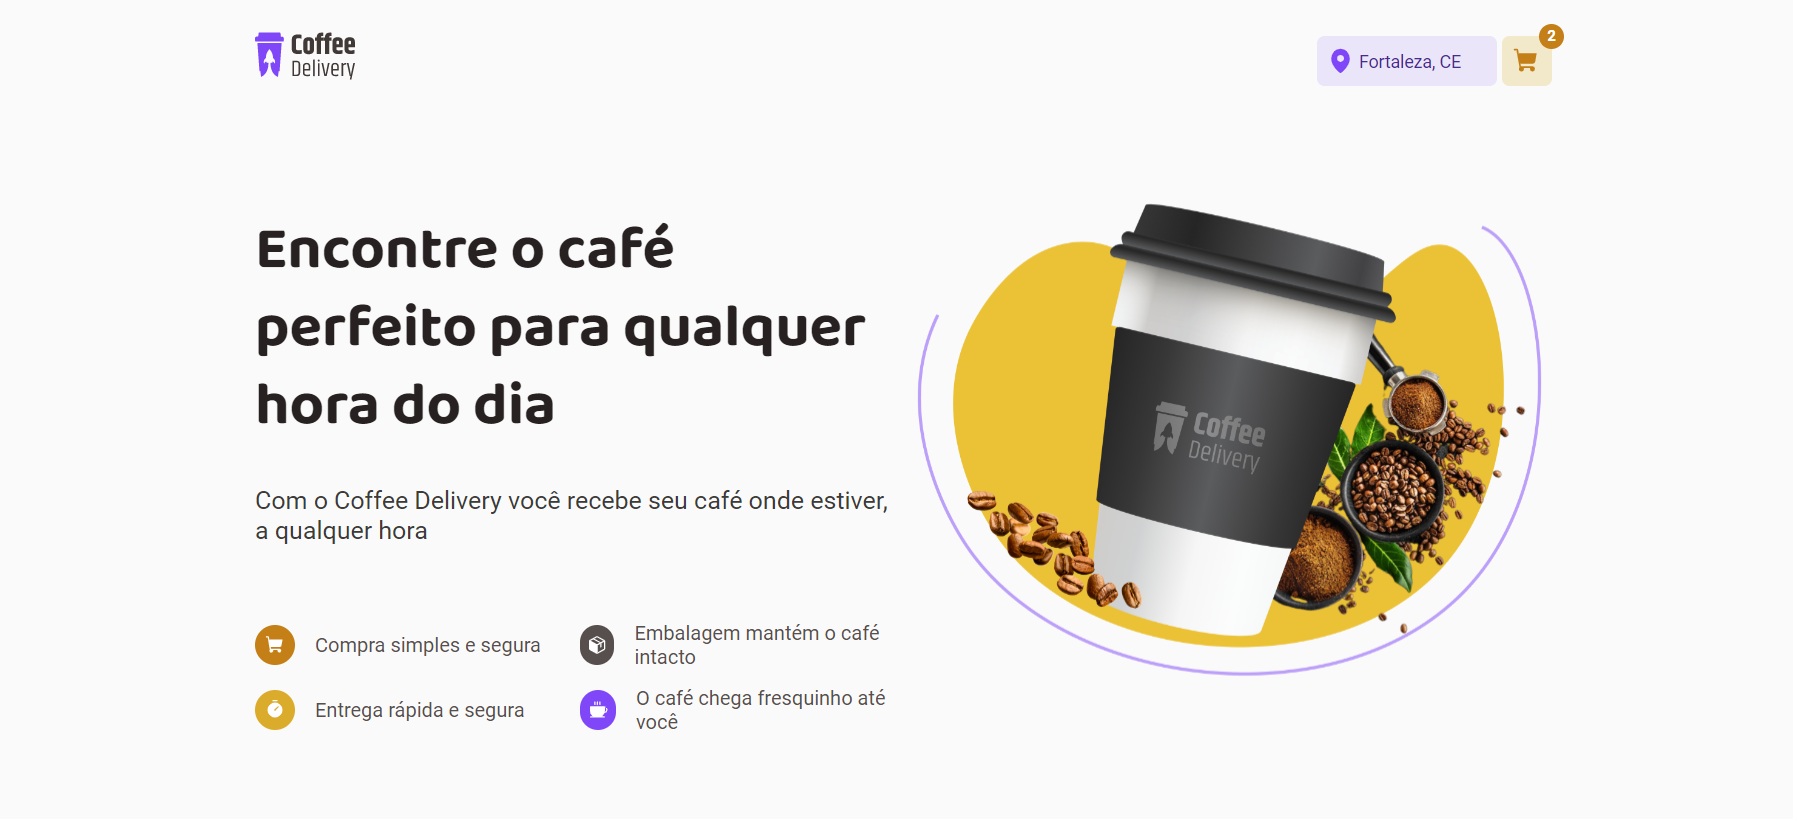 Coffee
Delivery
Fortaleza, CE
2
Encontre o café
perfeito para qualquer
hora do dia
Com o Coffee Delivery você recebe seu café onde estiver,
a qualquer hora
Compra simples e segura
Embalagem mantém o café
intacto
Entrega rápida e segura
O café chega fresquinho até
você
Coffee
Delivery